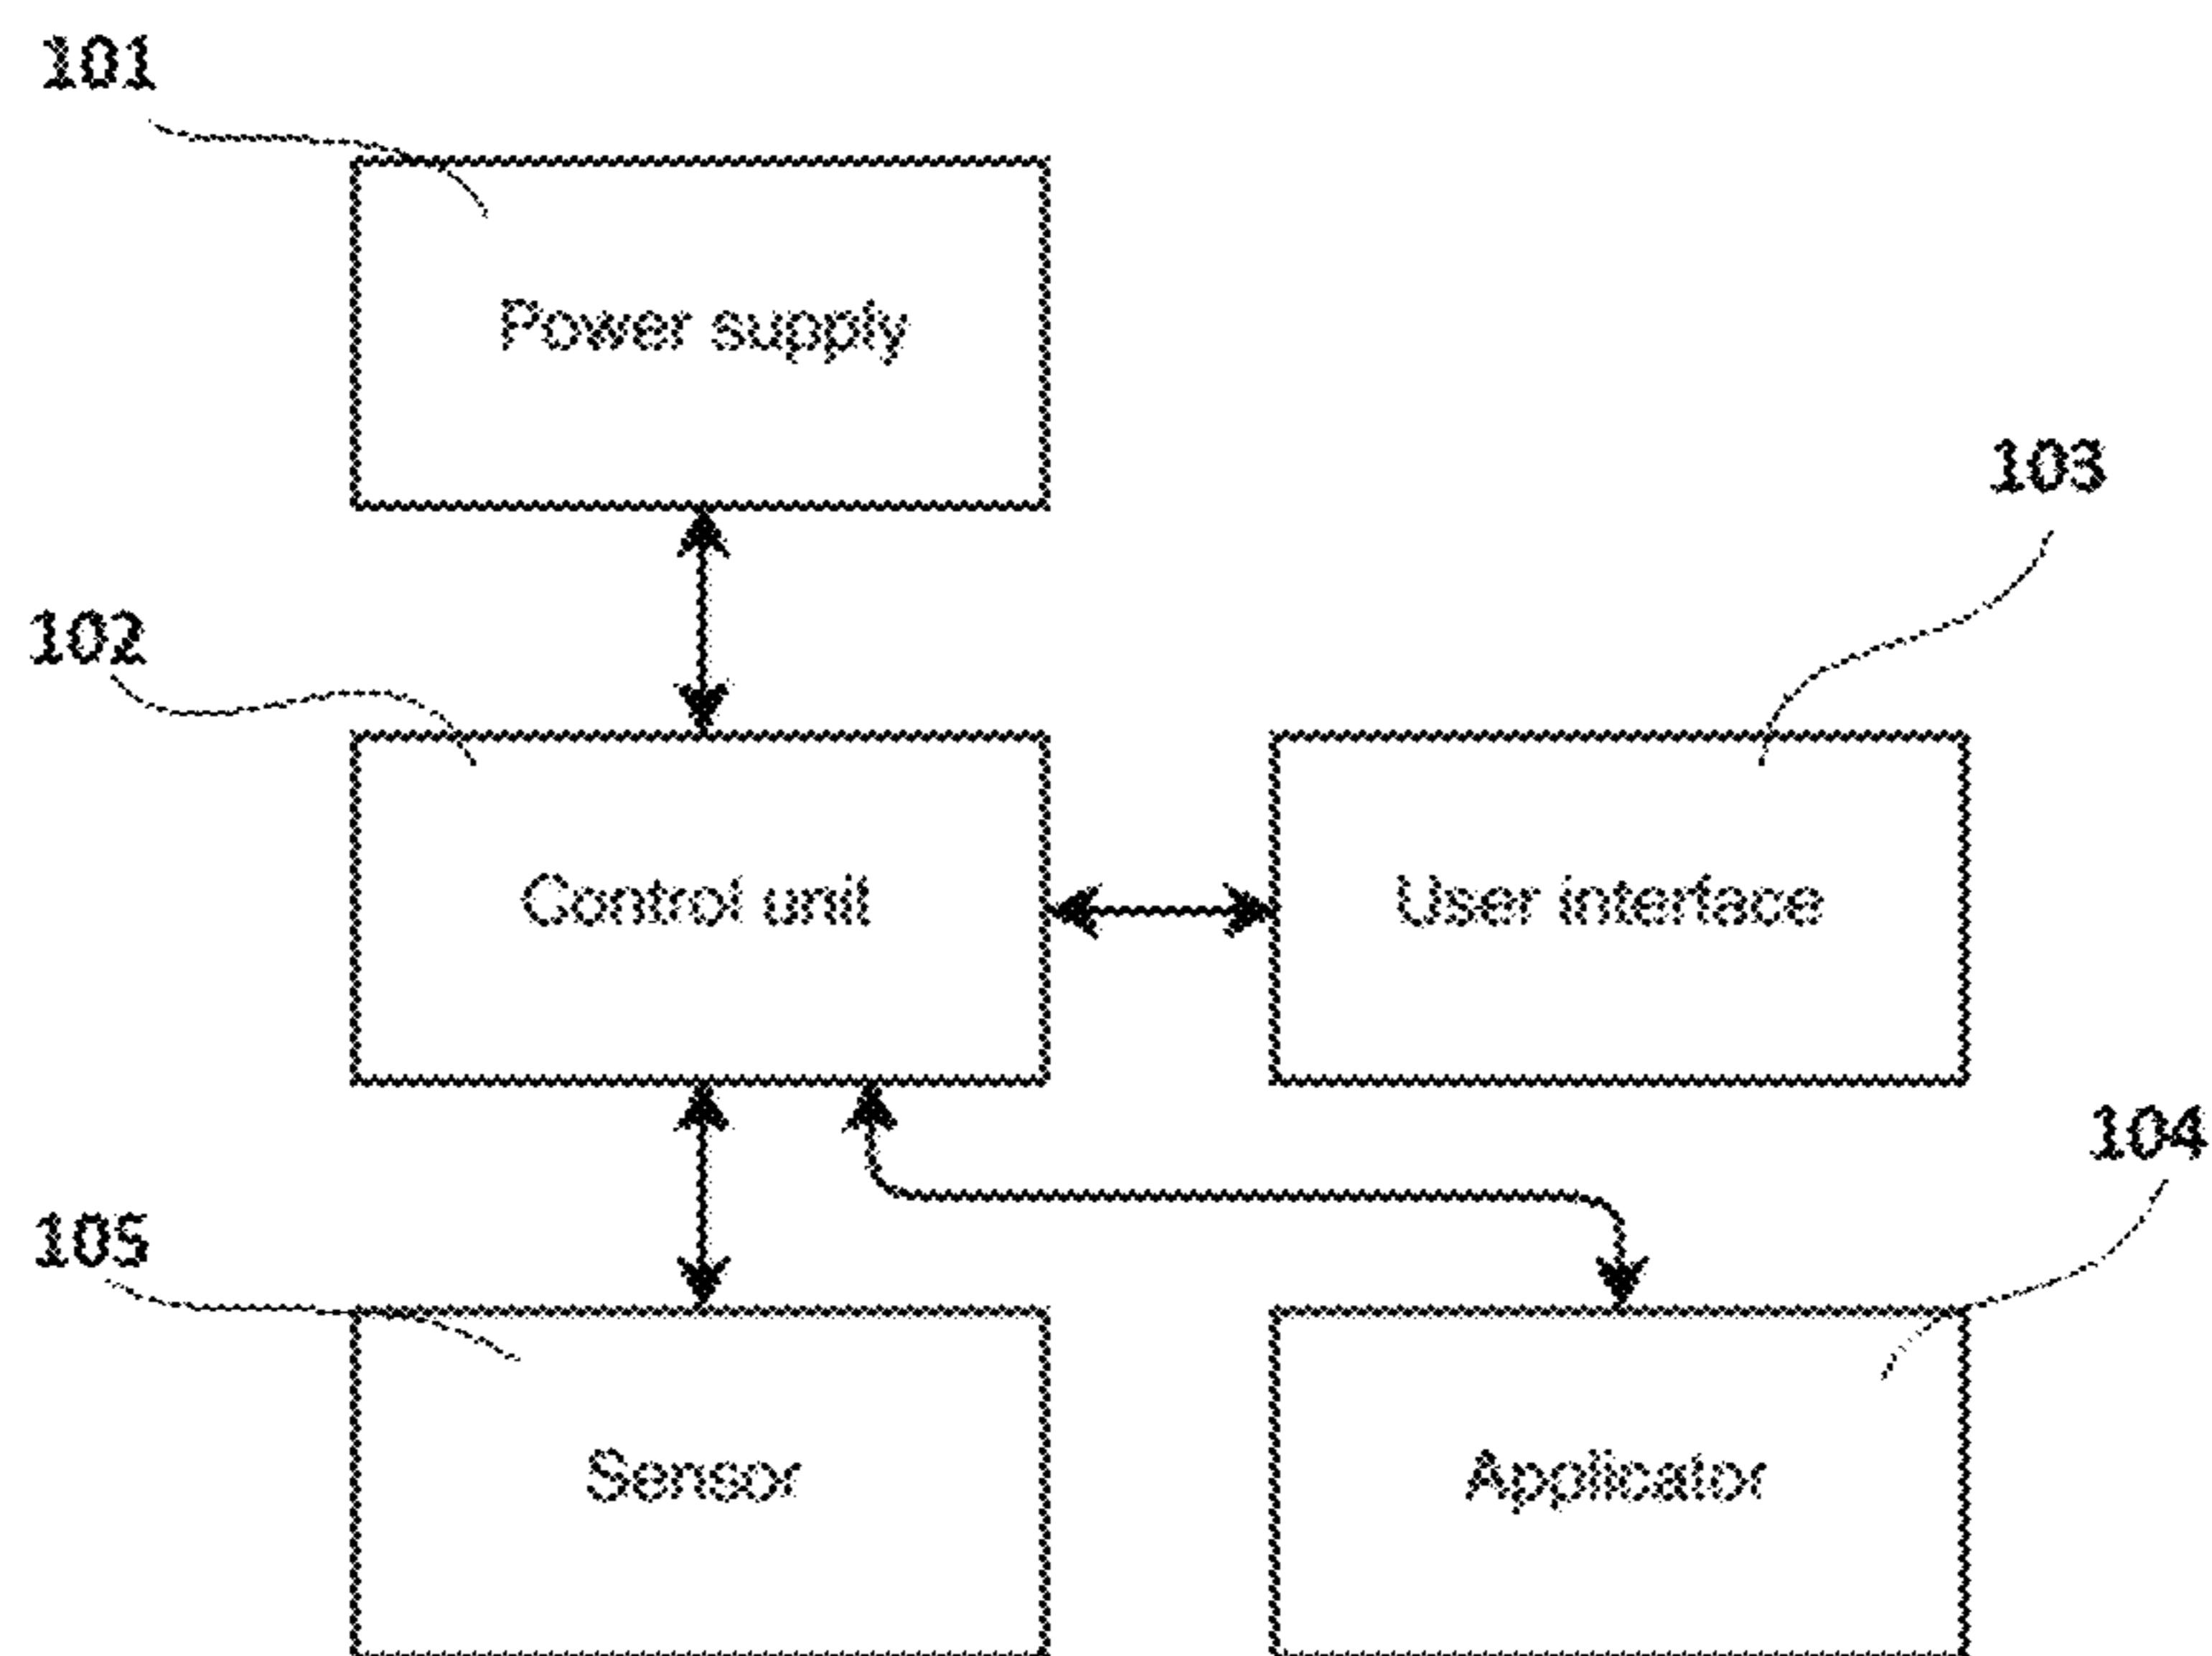 101
Power supply
103
102
Control unit
User interface
104
105
Sensor
Applicator